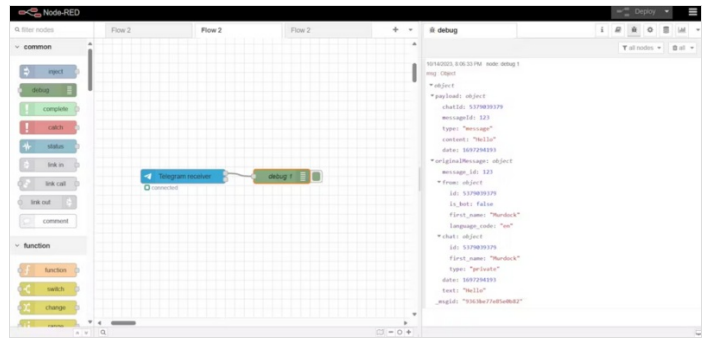 Node-RED
Deploy
filter nodes
Flow 2
Flow 2
Flow 2
debug
i
all nodes
all
common
inject
debug
complete
catch
status
link in
link call
link out
comment
function
function
switch
change
Telegram receiver
connected
debug 1
10/14/2023, 8:06:33 PM node: debug 1
msg : Object
object
payload: object
chatId: 5379039379
messageId: 123
type: "message"
content: "Hello"
date: 1697294193
originalMessage: object
message_id: 123
from: object
id: 5379039379
is_bot: false
first_name: "Murdock"
language_code: "en"
chat: object
id: 5379039379
first_name: "Murdock"
type: "private"
date: 1697294193
text: "Hello"